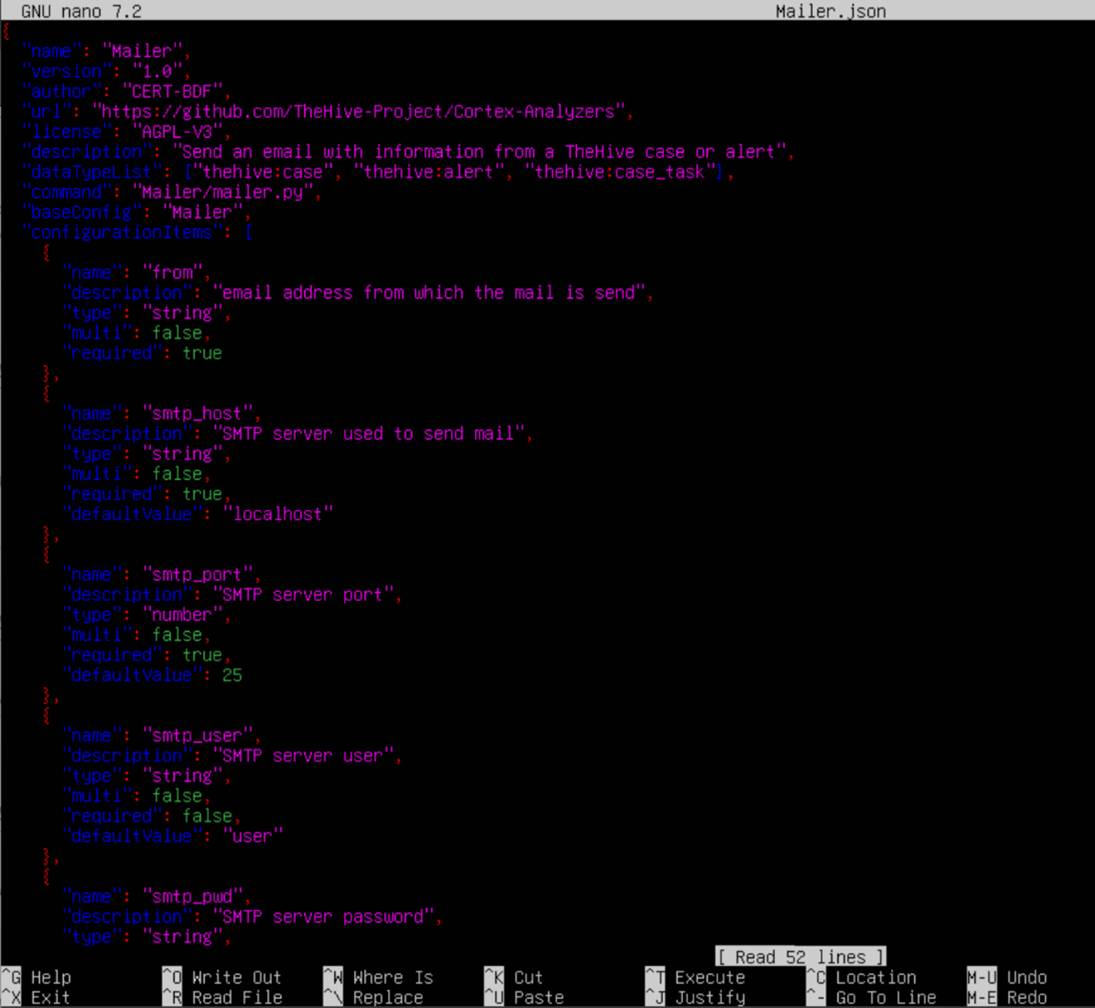 GNU nano 7.2 Mailer.json
{
  "name": "Mailer",
  "version": "1.0",
  "author": "CERT-BDF",
  "url": "https://github.com/TheHive-Project/Cortex-Analyzers",
  "license": "AGPL-V3",
  "description": "Send an email with information from a TheHive case or alert",
  "dataTypeList": ["thehive:case", "thehive:alert", "thehive:case_task"],
  "command": "Mailer/mailer.py",
  "baseConfig": "Mailer",
  "configurationItems": [
    {
      "name": "from",
      "description": "email address from which the mail is send",
      "type": "string",
      "multi": false,
      "required": true
    },
    {
      "name": "smtp_host",
      "description": "SMTP server used to send mail",
      "type": "string",
      "multi": false,
      "required": true,
      "defaultValue": "localhost"
    },
    {
      "name": "smtp_port",
      "description": "SMTP server port",
      "type": "number",
      "multi": false,
      "required": true,
      "defaultValue": 25
    },
    {
      "name": "smtp_user",
      "description": "SMTP server user",
      "type": "string",
      "multi": false,
      "required": false,
      "defaultValue": "user"
    },
    {
      "name": "smtp_pwd",
      "description": "SMTP server password",
      "type": "string",
[ Read 52 lines ]
^G Help ^O Write Out ^W Where Is ^K Cut ^T Execute ^C Location M-U Undo
^X Exit ^R Read File ^\ Replace ^U Paste ^J Justify ^- Go To Line M-E Redo